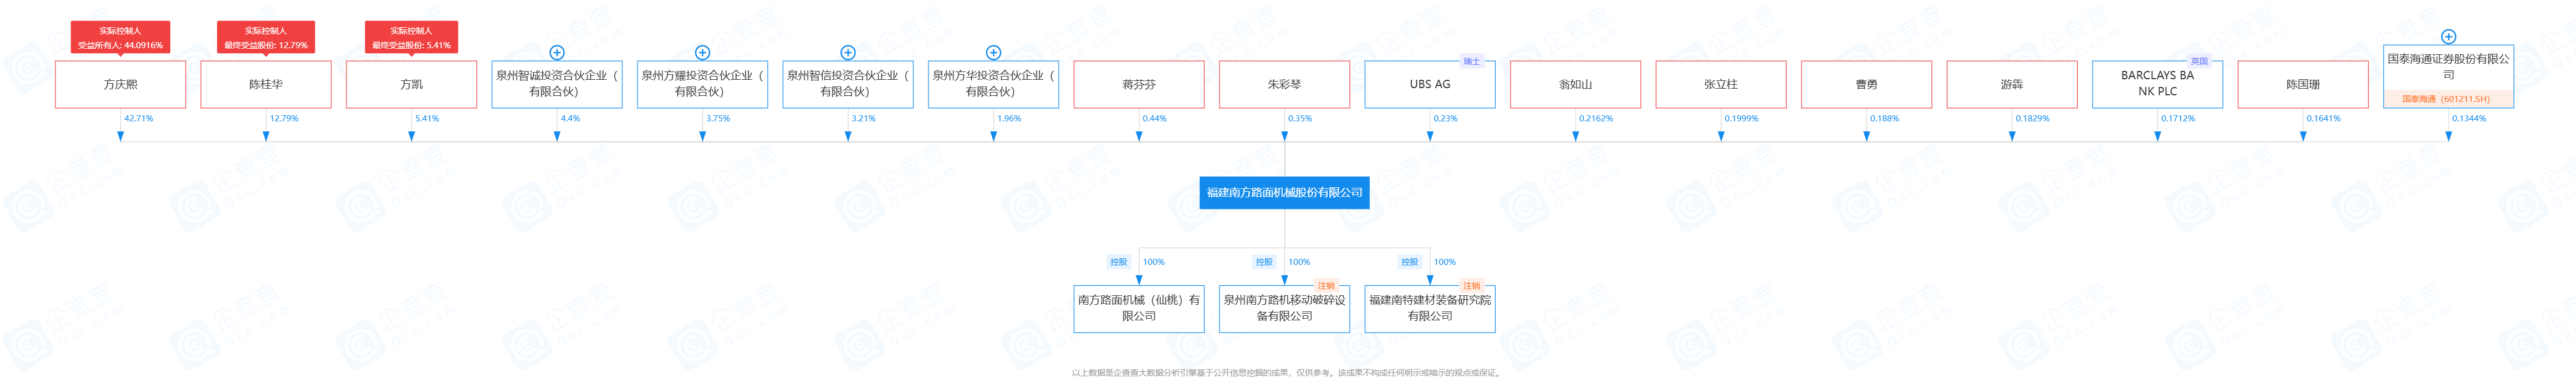 实际控制人
受益所有人: 44.0916%
实际控制人
最终受益股份: 12.79%
实际控制人
最终受益股份: 5.41%
方庆熙
陈桂华
方凯
泉州智诚投资合伙企业（
有限合伙）
泉州方耀投资合伙企业（
有限合伙）
泉州智信投资合伙企业（
有限合伙）
泉州方华投资合伙企业（
有限合伙）
蒋芬芬
朱彩琴
瑞士
UBS AG
翁如山
张立柱
曹勇
游犇
英国
BARCLAYS BA
NK PLC
陈国珊
国泰海通证券股份有限公
司
国泰海通（601211.SH）
42.71%
12.79%
5.41%
4.4%
3.75%
3.21%
1.96%
0.44%
0.35%
0.23%
0.2162%
0.1999%
0.188%
0.1829%
0.1712%
0.1641%
0.1344%
福建南方路面机械股份有限公司
控股
100%
控股
100%
控股
100%
南方路面机械（仙桃）有
限公司
注销
泉州南方路机移动破碎设
备有限公司
注销
福建南特建材装备研究院
有限公司
以上数据是企查查大数据分析引擎基于公开信息挖掘的成果，仅供参考。该成果不构成任何明示或暗示的观点或保证。
企查查
Qcc.com